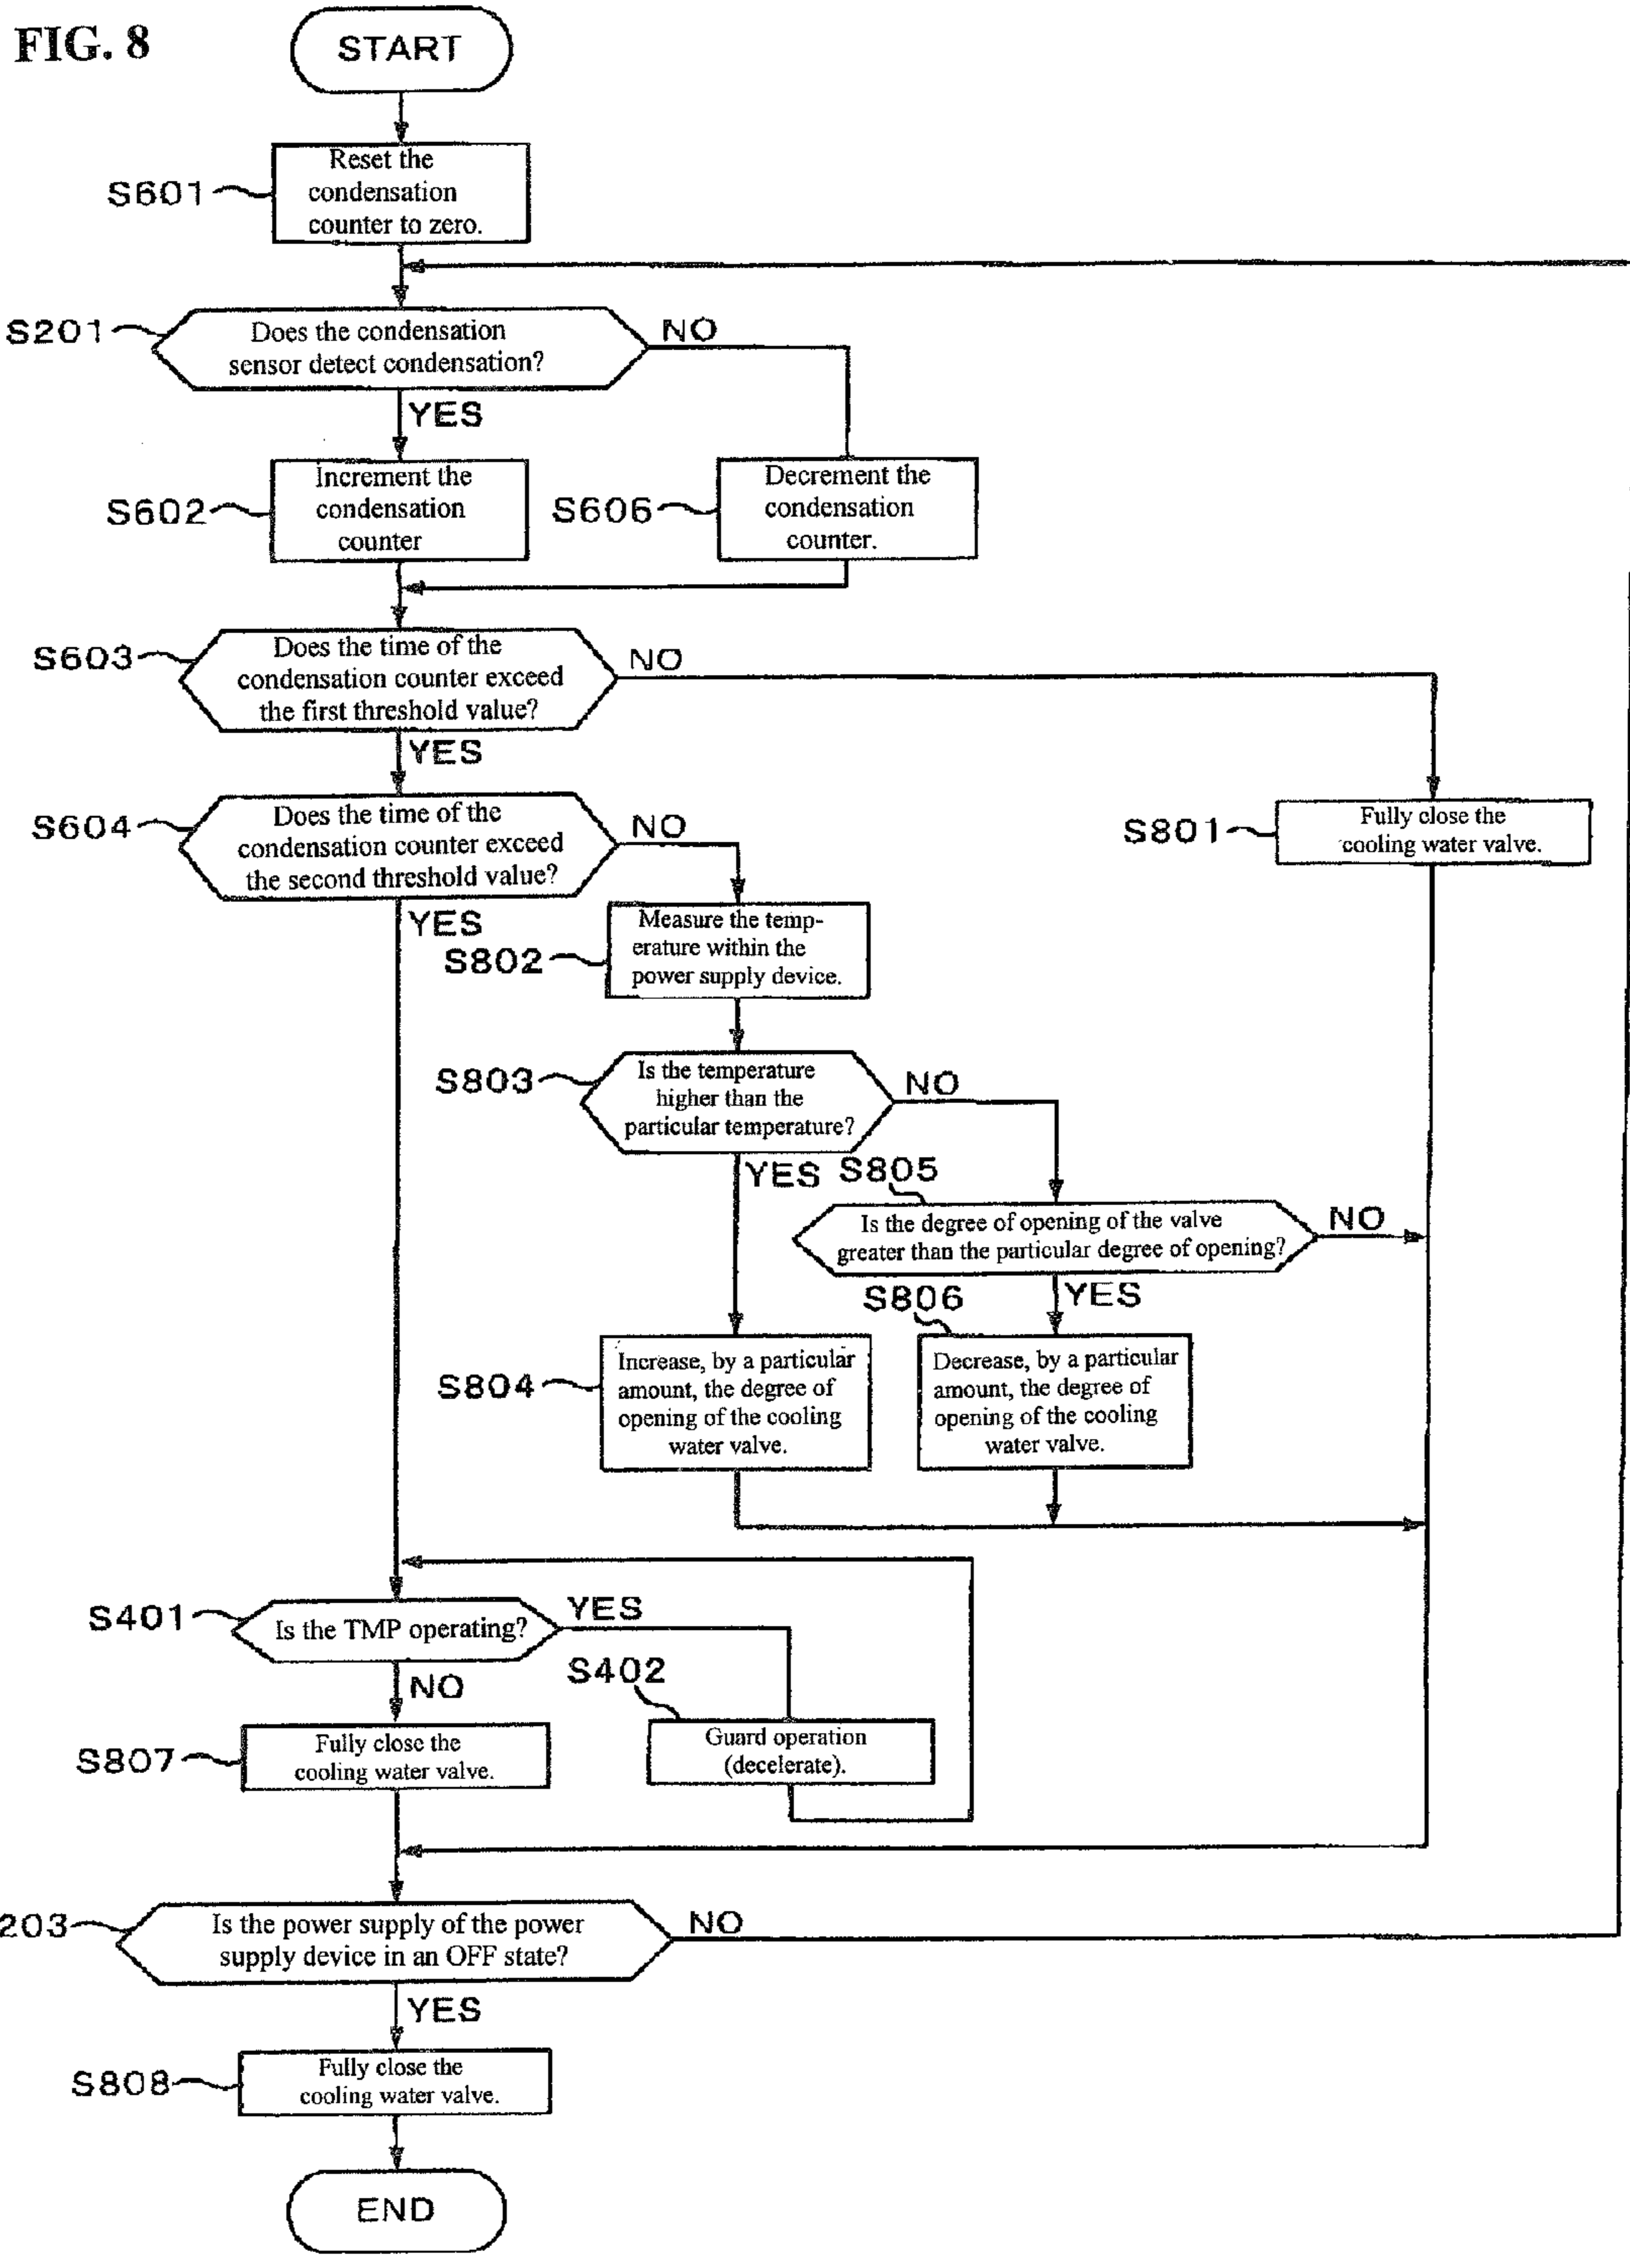 FIG. 8
START
S601
Reset the
condensation
counter to zero.
S201
Does the condensation
sensor detect condensation?
NO
YES
S602
Increment the
condensation
counter
S606
Decrement the
condensation
counter.
S603
Does the time of the
condensation counter exceed
the first threshold value?
NO
YES
S604
Does the time of the
condensation counter exceed
the second threshold value?
NO
YES
S801
Fully close the
cooling water valve.
S802
Measure the temp-
erature within the
power supply device.
S803
Is the temperature
higher than the
particular temperature?
NO
YES
S805
Is the degree of opening of the valve
greater than the particular degree of opening?
NO
YES
S806
S804
Increase, by a particular
amount, the degree of
opening of the cooling
water valve.
Decrease, by a particular
amount, the degree of
opening of the cooling
water valve.
S401
Is the TMP operating?
YES
NO
S402
Guard operation
(decelerate).
S807
Fully close the
cooling water valve.
203
Is the power supply of the power
supply device in an OFF state?
NO
YES
S808
Fully close the
cooling water valve.
END